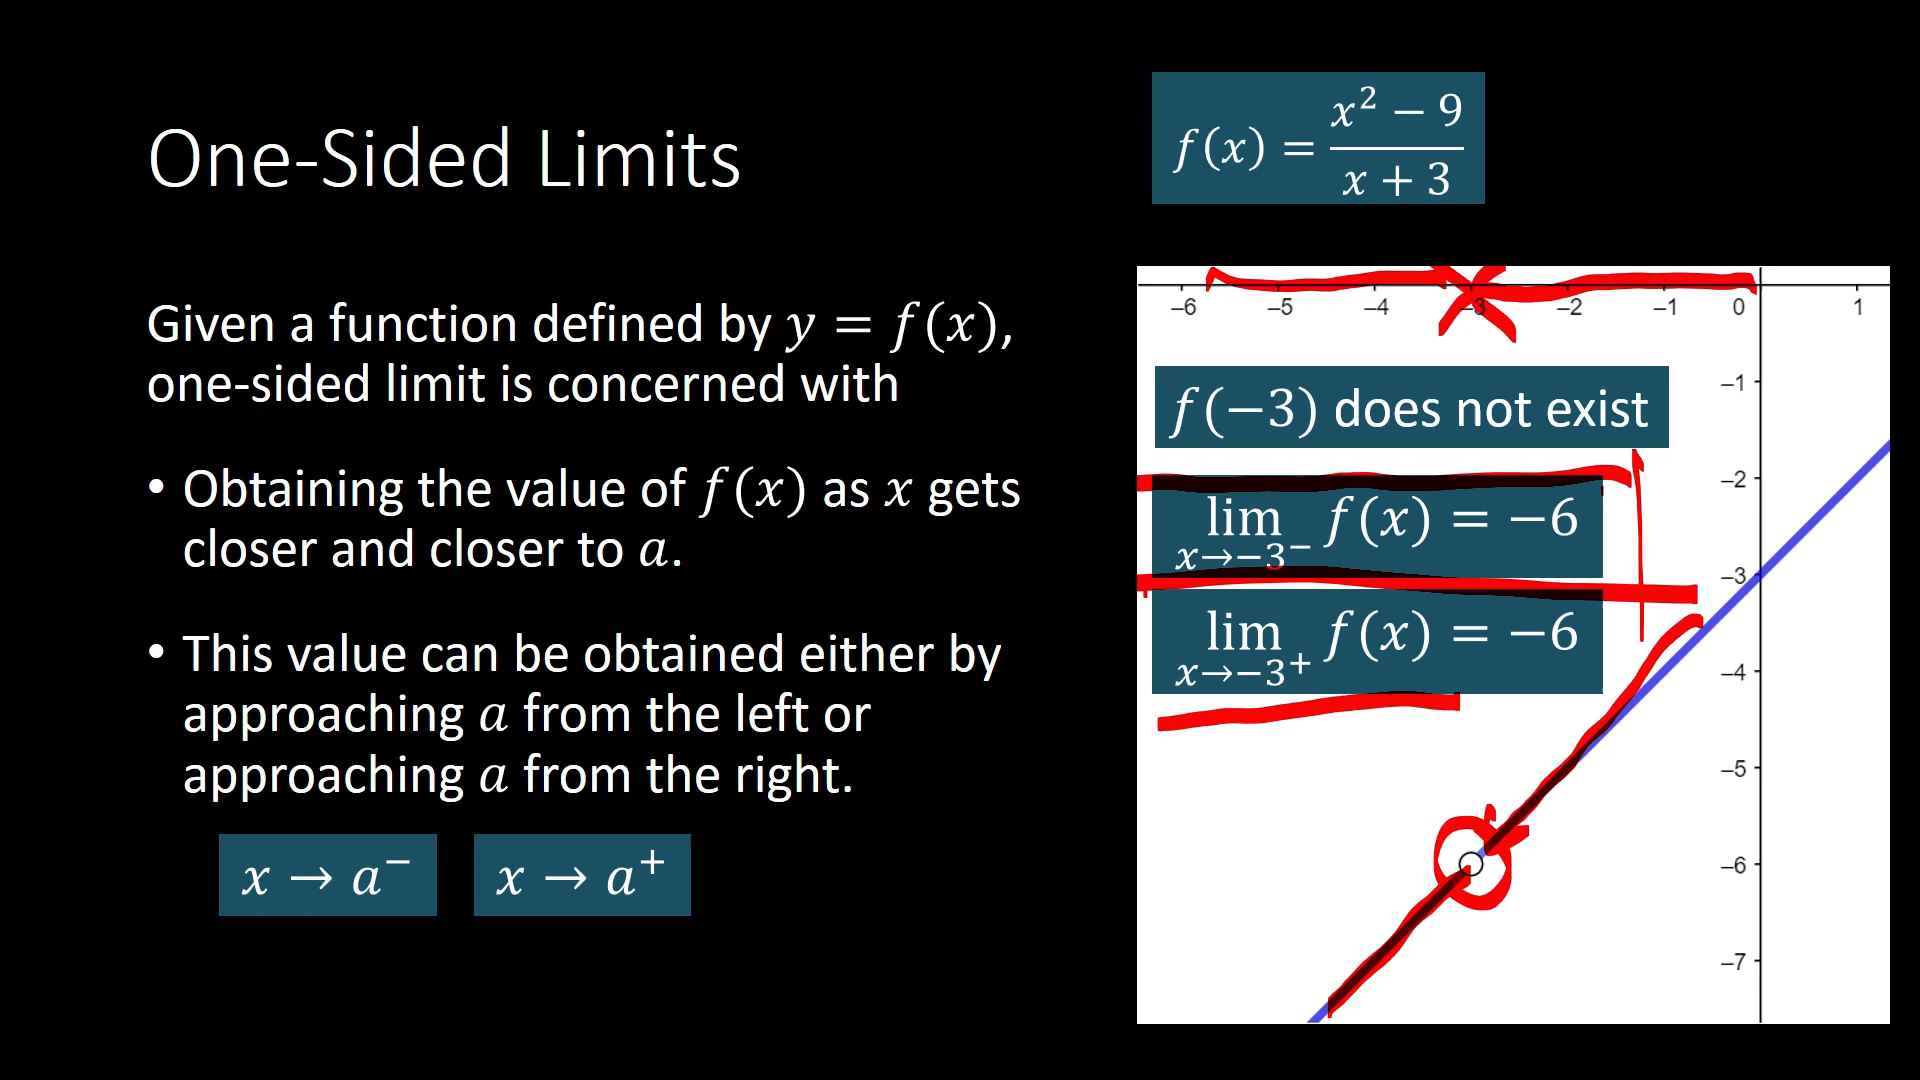 One-Sided Limits
f(x) = \frac{x^2 − 9}{x + 3}
Given a function defined by y = f(x),
one-sided limit is concerned with
• Obtaining the value of f(x) as x gets
closer and closer to a.
• This value can be obtained either by
approaching a from the left or
approaching a from the right.
x → a⁻
x → a⁺
–6 –5 –4 –3 –2 –1 0 1
f(−3) does not exist
lim f(x) = −6
x→−3⁻
lim f(x) = −6
x→−3⁺
–1
–2
–3
–4
–5
–6
–7